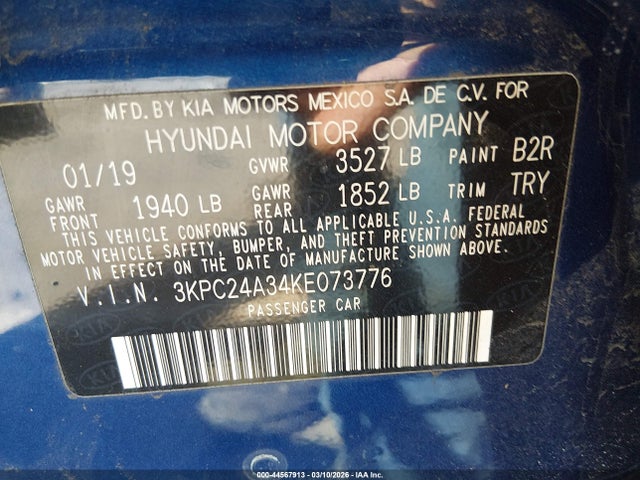 MFD. BY KIA MOTORS MEXICO S.A. DE C.V. FOR
HYUNDAI MOTOR COMPANY
01/19 GVWR 3527 LB PAINT B2R
GAWR FRONT 1940 LB GAWR REAR 1852 LB TRIM TRY
THIS VEHICLE CONFORMS TO ALL APPLICABLE U.S.A. FEDERAL
MOTOR VEHICLE SAFETY, BUMPER, AND THEFT PREVENTION STANDARDS
IN EFFECT ON THE DATE OF MANUFACTURE SHOWN ABOVE.
V.I.N. 3KPC24A34KE073776
PASSENGER CAR
000-44567913 - 03/10/2026 - IAA Inc.